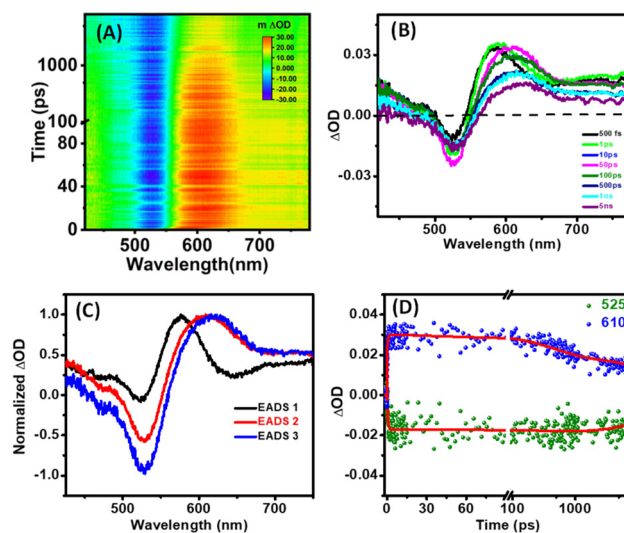 (A)
m ΔOD
30.00
20.00
10.00
0.000
-10.00
-20.00
-30.00
1000
100
80
40
0
Time (ps)
500 600 700
Wavelength(nm)
(B)
0.03
0.00
-0.03
ΔOD
500 fs
1ps
10ps
50ps
100ps
500ps
1ns
5ns
500 600 700
Wavelength (nm)
(C)
1.0
0.5
0.0
-0.5
-1.0
Normalized ΔOD
EADS 1
EADS 2
EADS 3
500 600 700
Wavelength (nm)
(D)
525
610
0.04
0.02
0.00
-0.02
-0.04
ΔOD
0 30 60 100 1000
Time (ps)